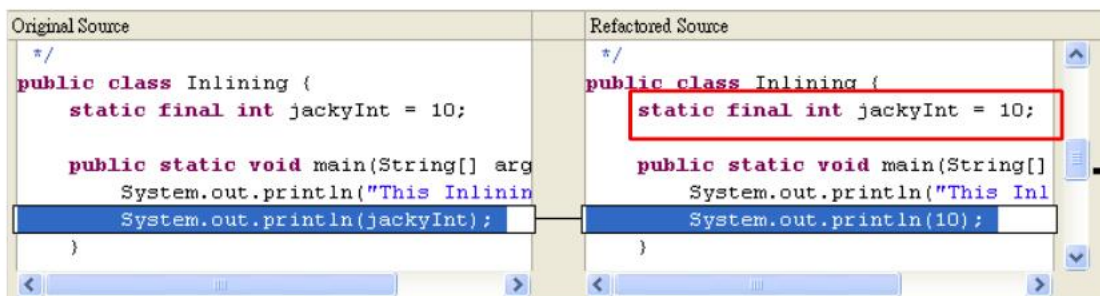 Original Source
*/
public class Inlining {
static final int jackyInt = 10;
public static void main(String[] arg
System.out.println("This Inlinin
System.out.println(jackyInt);
}
Refactored Source
*/
public class Inlining {
static final int jackyInt = 10;
public static void main(String[]
System.out.println("This Inl
System.out.println(10);
}